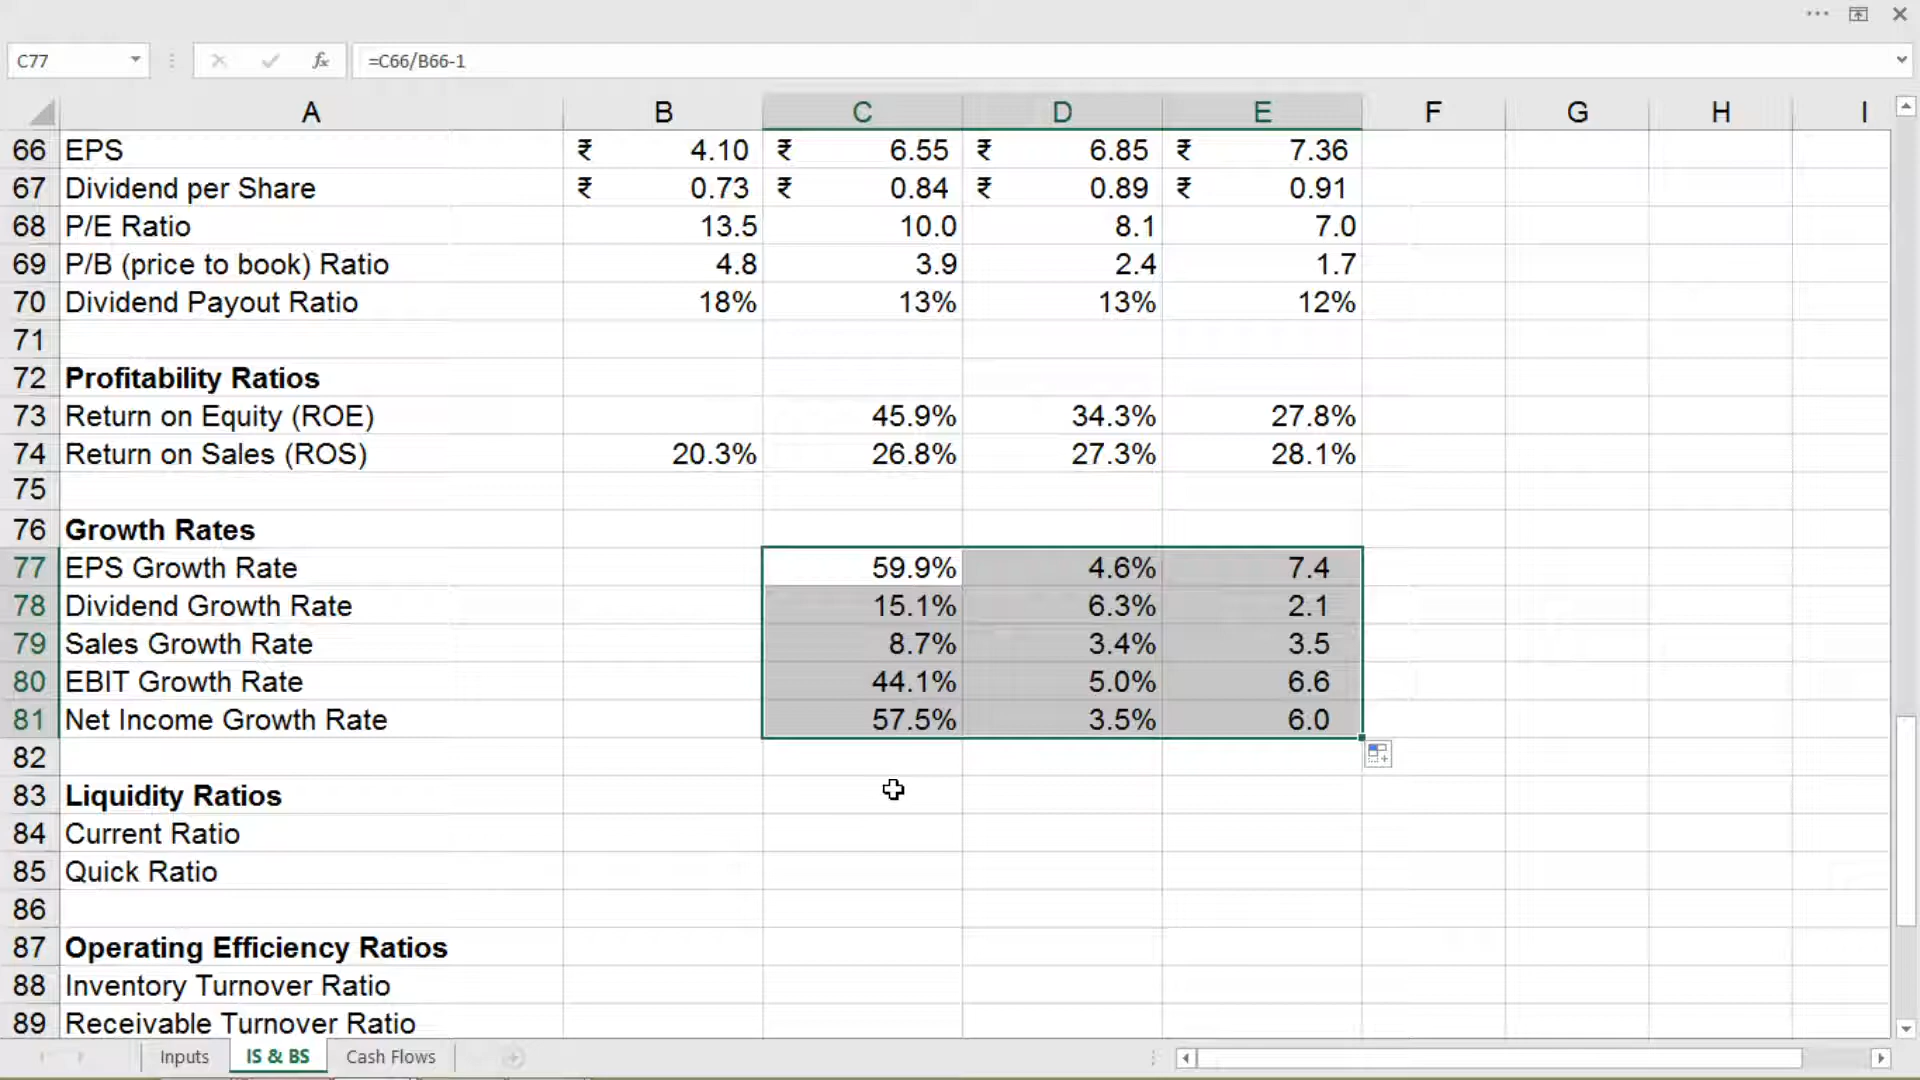 C77 fx =C66/B66-1
A B C D E F G H I
66 EPS ₹ 4.10 ₹ 6.55 ₹ 6.85 ₹ 7.36
67 Dividend per Share ₹ 0.73 ₹ 0.84 ₹ 0.89 ₹ 0.91
68 P/E Ratio 13.5 10.0 8.1 7.0
69 P/B (price to book) Ratio 4.8 3.9 2.4 1.7
70 Dividend Payout Ratio 18% 13% 13% 12%
71
72 Profitability Ratios
73 Return on Equity (ROE) 45.9% 34.3% 27.8%
74 Return on Sales (ROS) 20.3% 26.8% 27.3% 28.1%
75
76 Growth Rates
77 EPS Growth Rate 59.9% 4.6% 7.4
78 Dividend Growth Rate 15.1% 6.3% 2.1
79 Sales Growth Rate 8.7% 3.4% 3.5
80 EBIT Growth Rate 44.1% 5.0% 6.6
81 Net Income Growth Rate 57.5% 3.5% 6.0
82
83 Liquidity Ratios
84 Current Ratio
85 Quick Ratio
86
87 Operating Efficiency Ratios
88 Inventory Turnover Ratio
89 Receivable Turnover Ratio
Inputs IS & BS Cash Flows